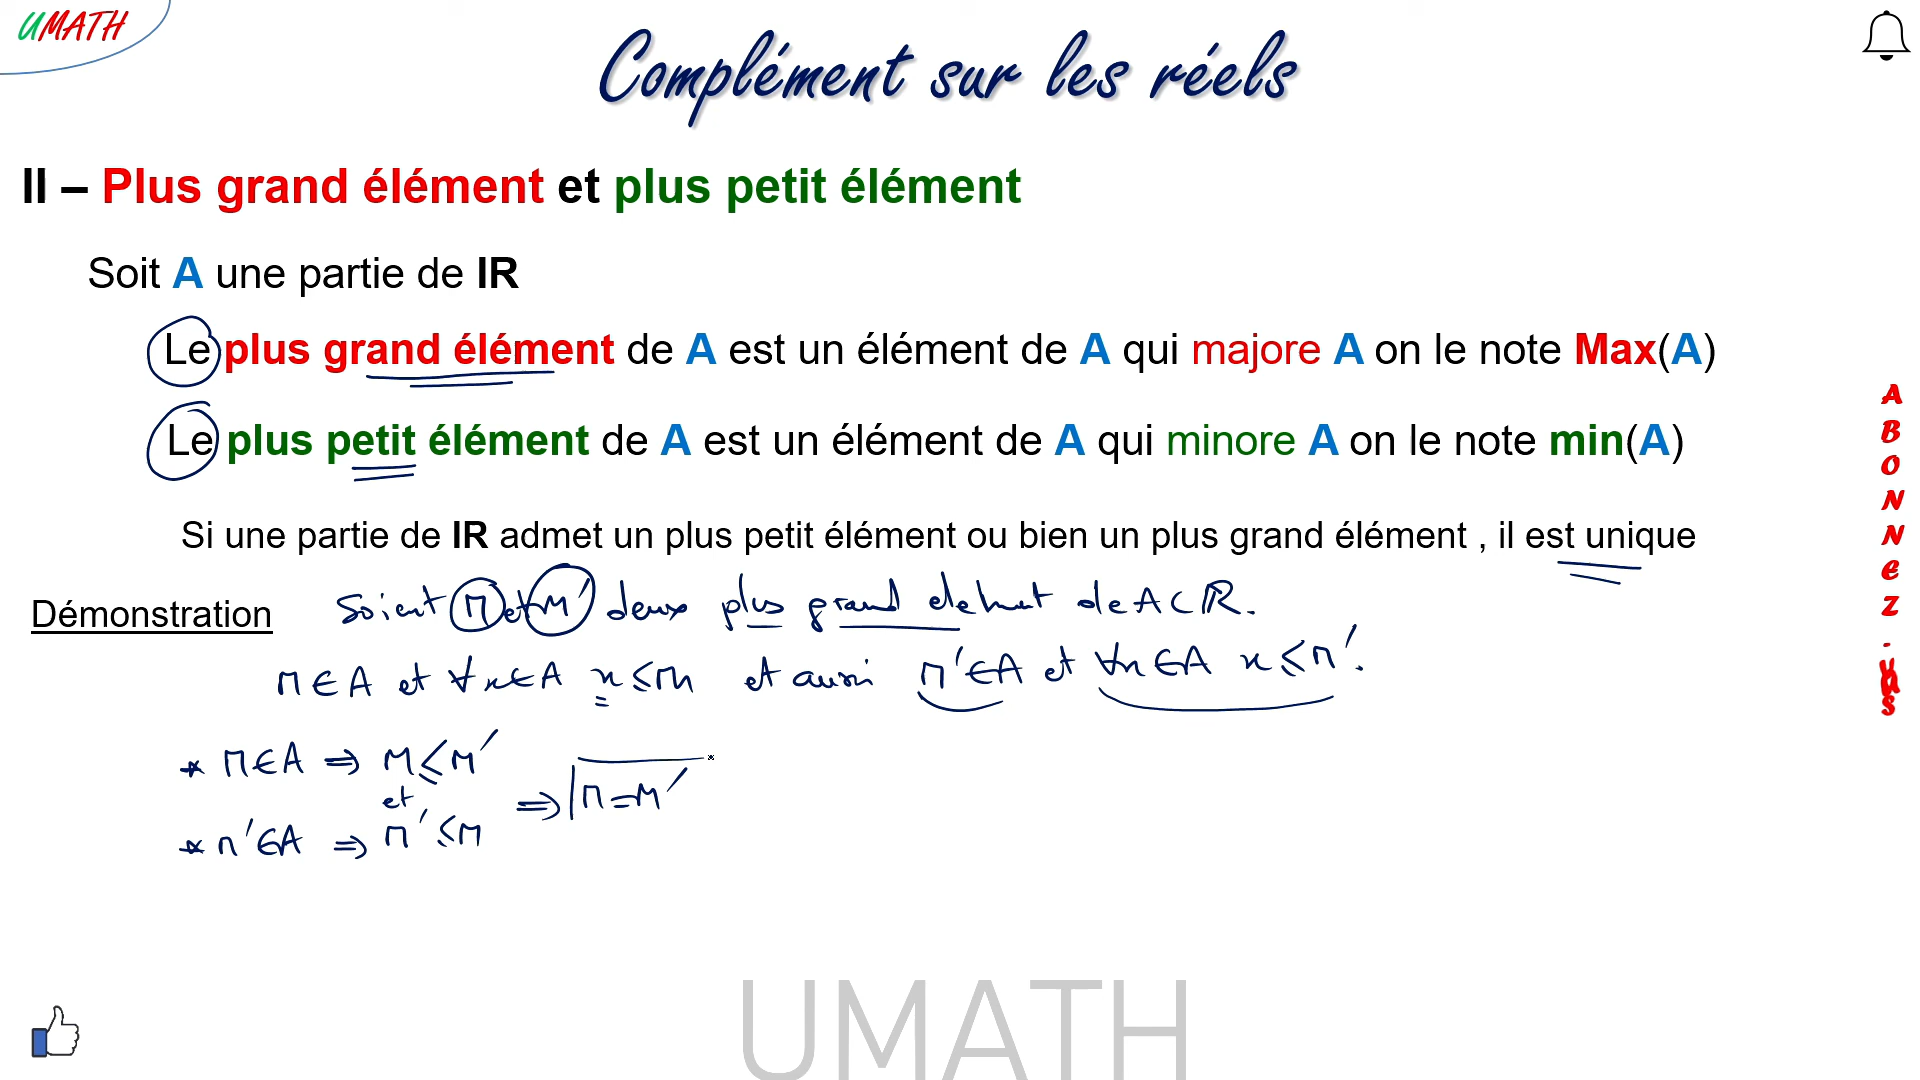 UMATH
Complément sur les réels
II – Plus grand élément et plus petit élément
Soit A une partie de IR
Le plus grand élément de A est un élément de A qui majore A on le note Max(A)
Le plus petit élément de A est un élément de A qui minore A on le note min(A)
Si une partie de IR admet un plus petit élément ou bien un plus grand élément , il est unique
Démonstration Soient M et M' deux plus grand element de A ⊂ ℝ.
M ∈ A et ∀x ∈ A x ≤ M et aussi M' ∈ A et ∀x ∈ A x ≤ M'.
* M ∈ A ⇒ M ≤ M'
et ⇒ M = M'
* M' ∈ A ⇒ M' ≤ M
UMATH
ABONNEZ-